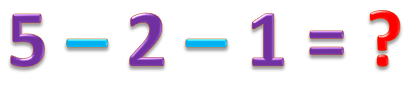 5 – 2 – 1 = ?